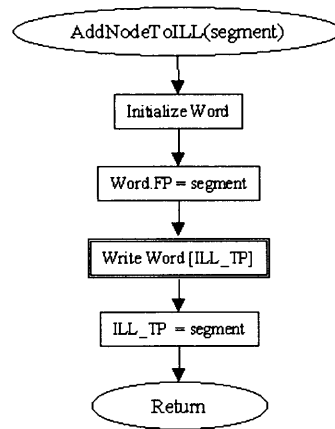 AddNodeToILL(segment)
Initialize Word
Word.FP = segment
Write Word [ILL_TP]
ILL_TP = segment
Return